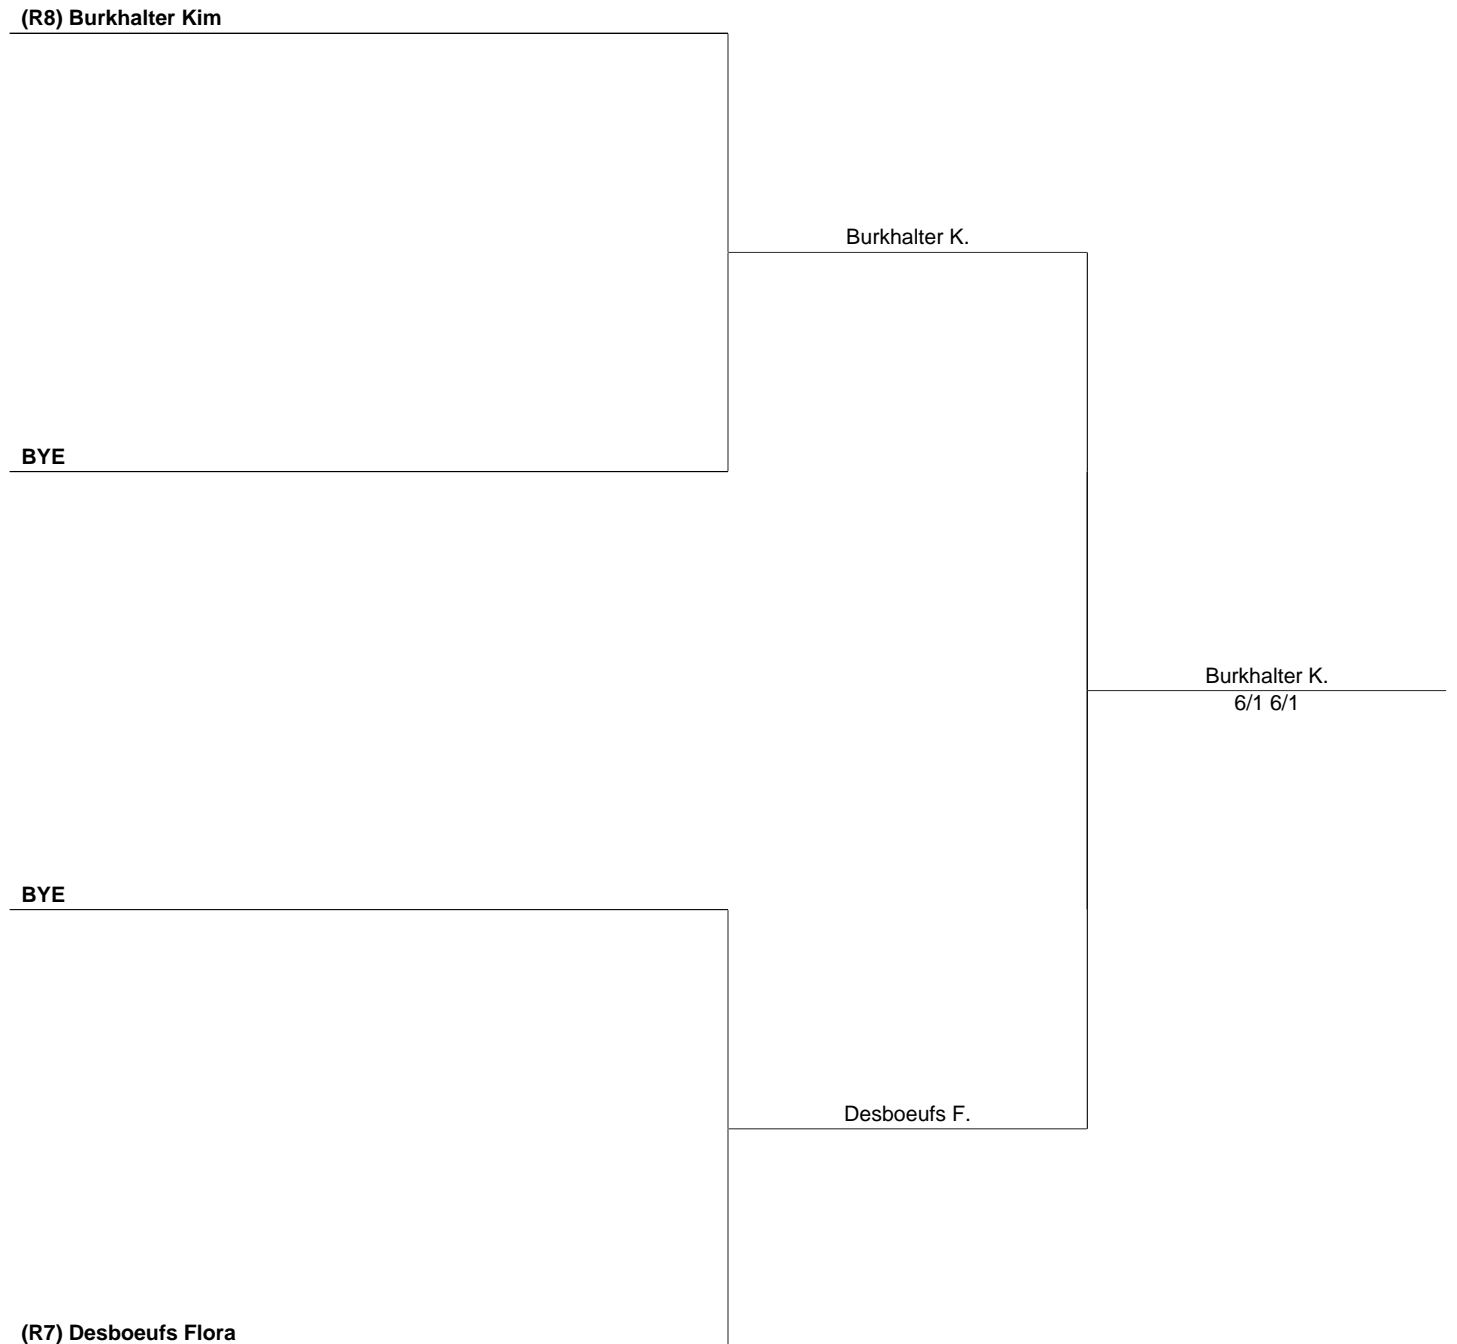 (R8) Burkhalter Kim
Burkhalter K.
BYE
Burkhalter K.
6/1 6/1
BYE
Desboeufs F.
(R7) Desboeufs Flora